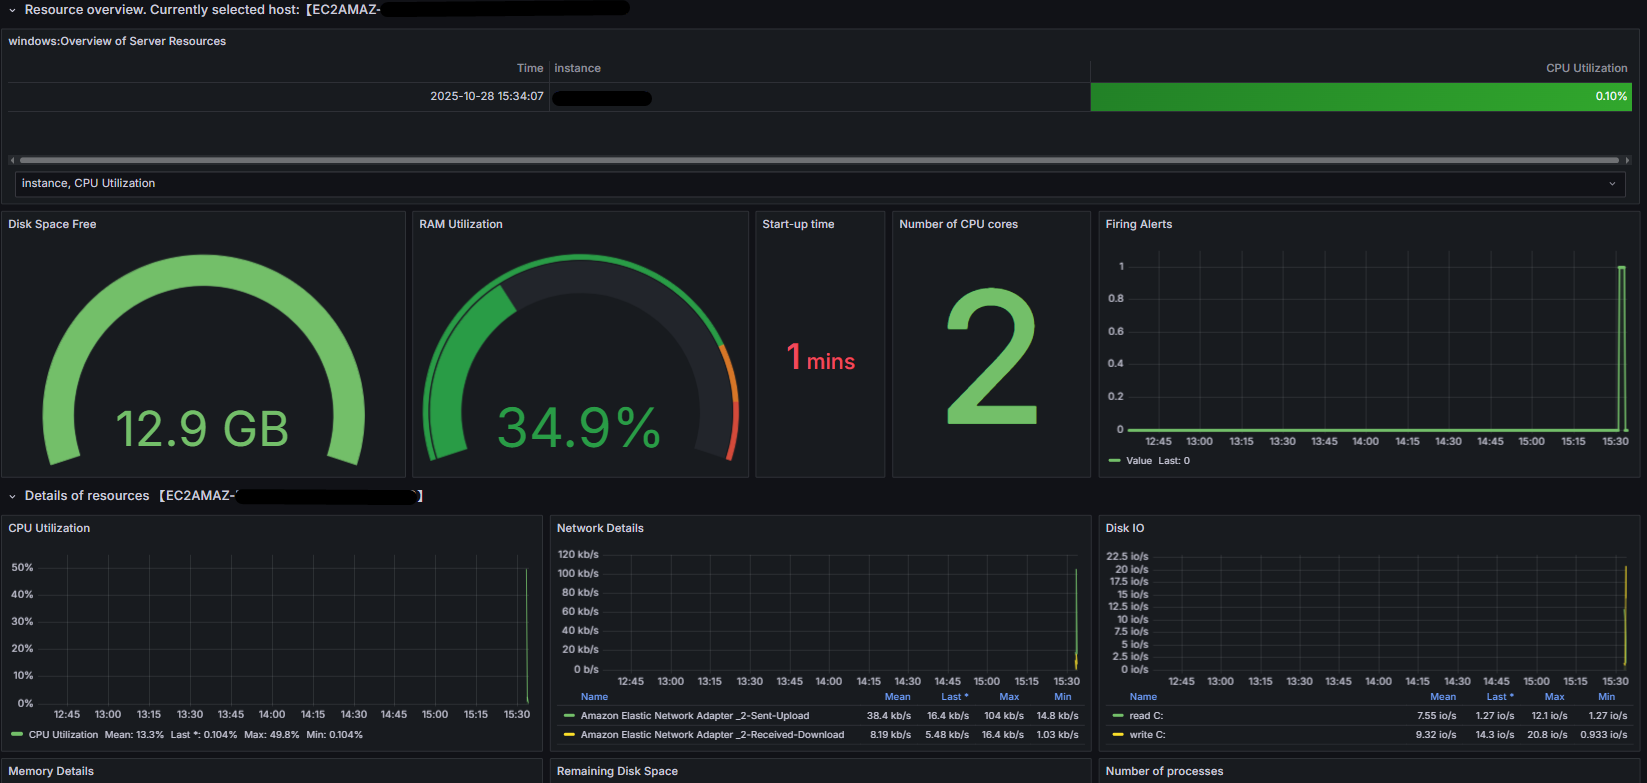 Resource overview. Currently selected host:【EC2AMAZ-
windows:Overview of Server Resources
Time instance CPU Utilization
2025-10-28 15:34:07 0.10%
instance, CPU Utilization
Disk Space Free
12.9 GB
RAM Utilization
34.9%
Start-up time
1 mins
Number of CPU cores
2
Firing Alerts
1
0.8
0.6
0.4
0.2
0
12:45 13:00 13:15 13:30 13:45 14:00 14:15 14:30 14:45 15:00 15:15 15:30
Value Last: 0
Details of resources 【EC2AMAZ- 】
CPU Utilization
50%
40%
30%
20%
10%
0%
12:45 13:00 13:15 13:30 13:45 14:00 14:15 14:30 14:45 15:00 15:15 15:30
CPU Utilization Mean: 13.3% Last *: 0.104% Max: 49.8% Min: 0.104%
Network Details
120 kb/s
100 kb/s
80 kb/s
60 kb/s
40 kb/s
20 kb/s
0 b/s
12:45 13:00 13:15 13:30 13:45 14:00 14:15 14:30 14:45 15:00 15:15 15:30
Name Mean Last * Max Min
Amazon Elastic Network Adapter _2-Sent-Upload 38.4 kb/s 16.4 kb/s 104 kb/s 14.8 kb/s
Amazon Elastic Network Adapter _2-Received-Download 8.19 kb/s 5.48 kb/s 16.4 kb/s 1.03 kb/s
Disk IO
22.5 io/s
20 io/s
17.5 io/s
15 io/s
12.5 io/s
10 io/s
7.5 io/s
5 io/s
2.5 io/s
0 io/s
12:45 13:00 13:15 13:30 13:45 14:00 14:15 14:30 14:45 15:00 15:15 15:30
Name Mean Last * Max Min
read C: 7.55 io/s 1.27 io/s 12.1 io/s 1.27 io/s
write C: 9.32 io/s 14.3 io/s 20.8 io/s 0.933 io/s
Memory Details
Remaining Disk Space
Number of processes